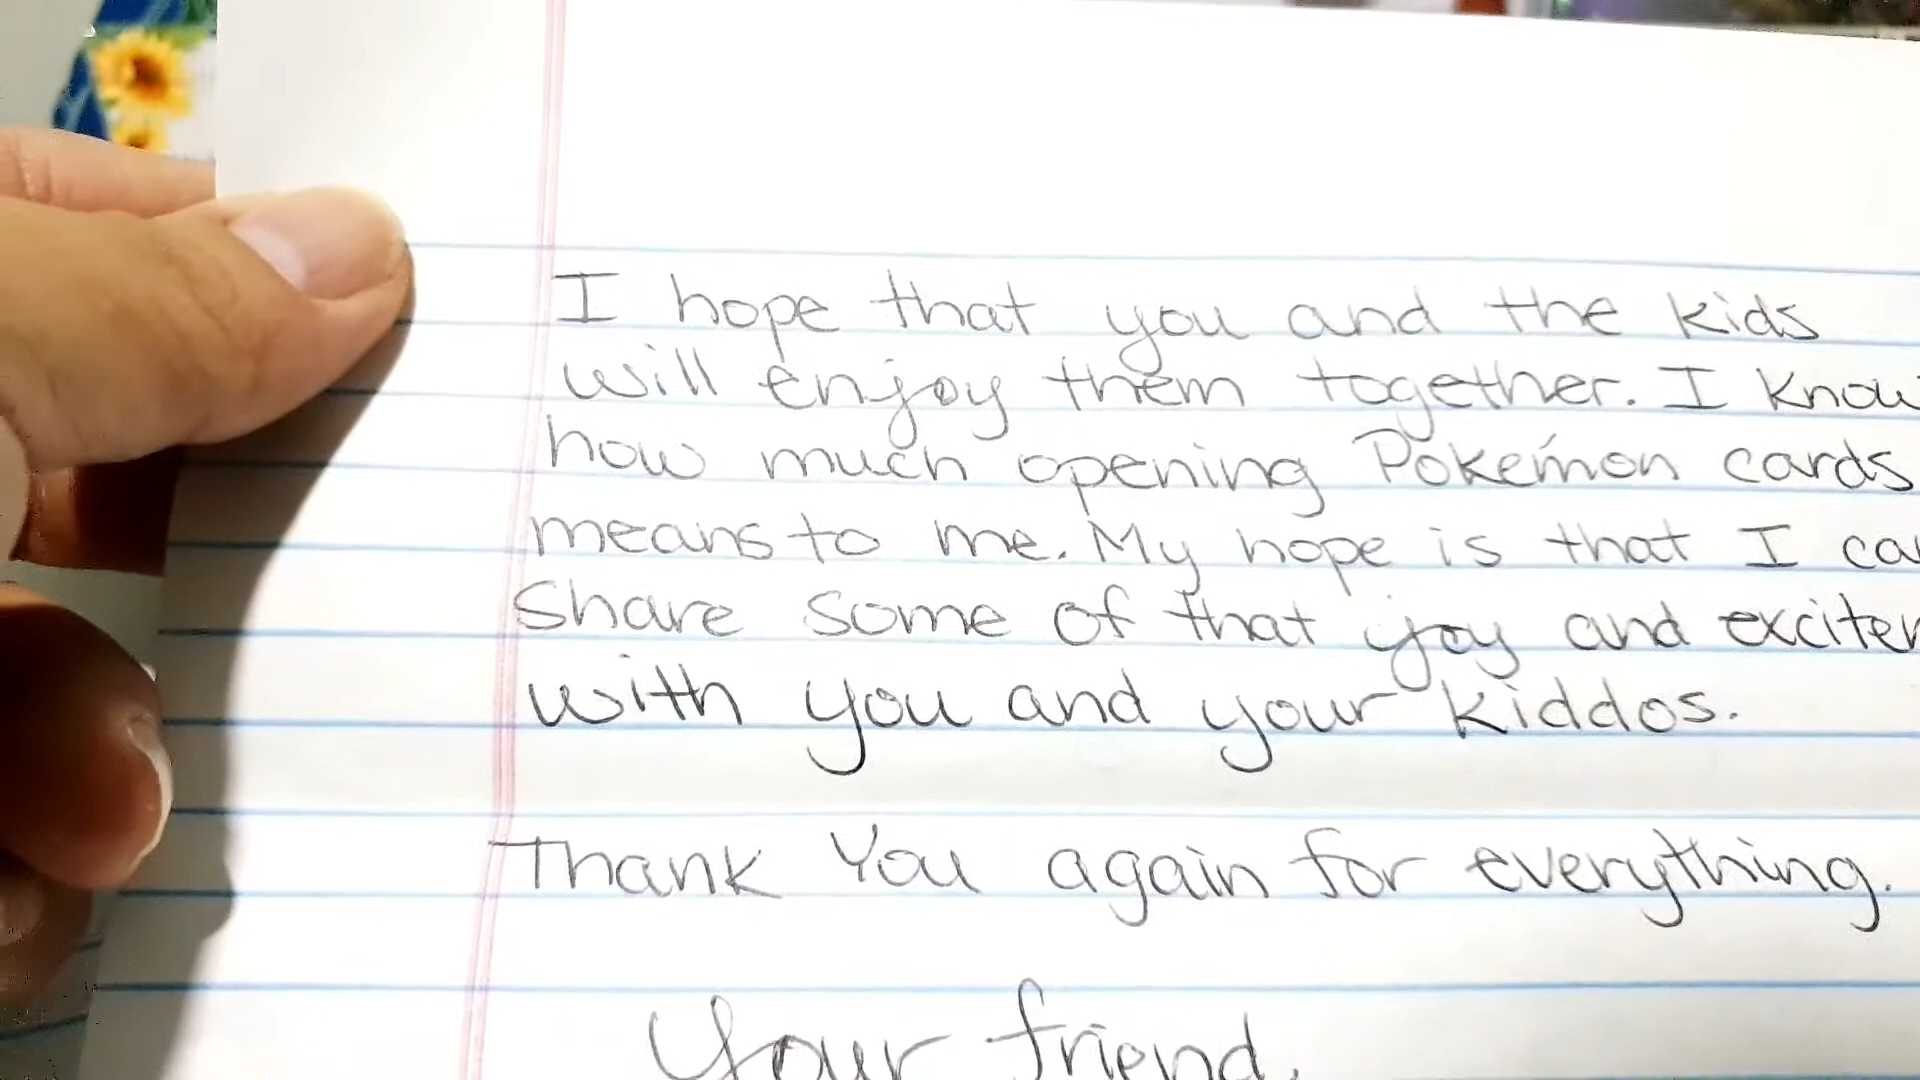 I hope that you and the kids
will enjoy them together. I know
how much opening Pokémon cards
means to me. My hope is that I
share some of that joy and
with you and your kiddos.
Thank You again for everything.
Your friend,